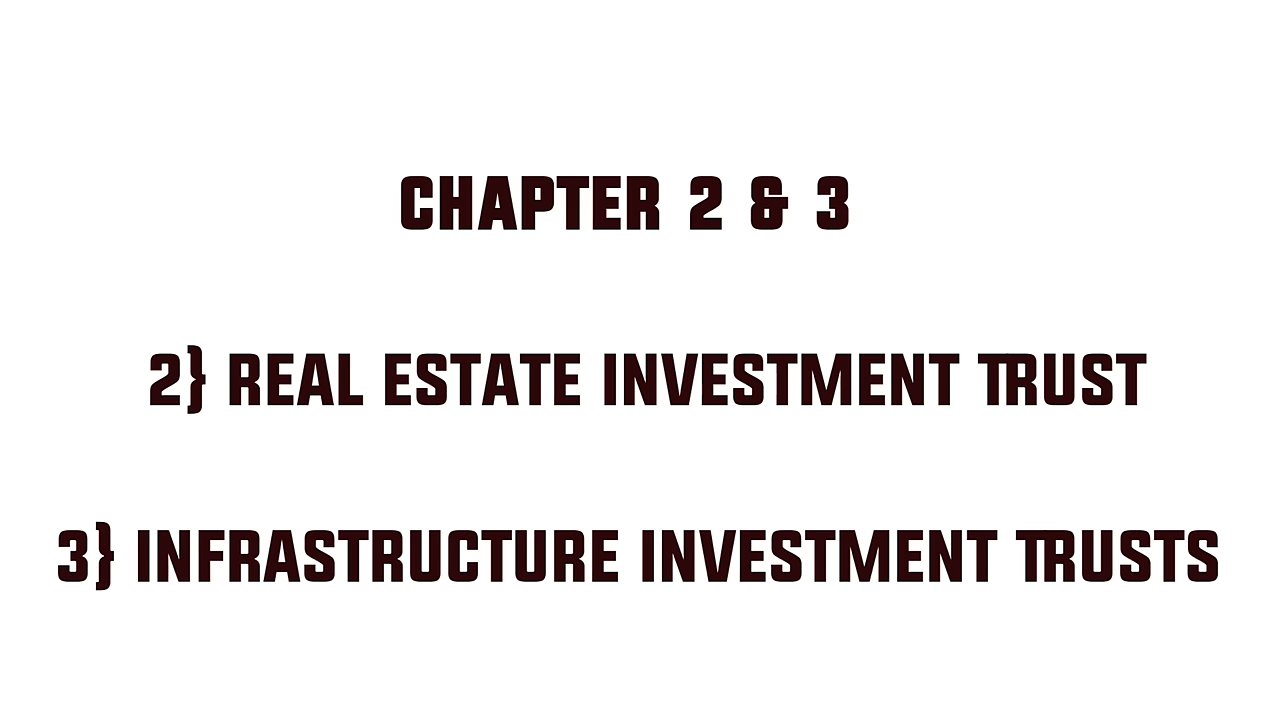 CHAPTER 2 & 3
2} REAL ESTATE INVESTMENT TRUST
3} INFRASTRUCTURE INVESTMENT TRUSTS